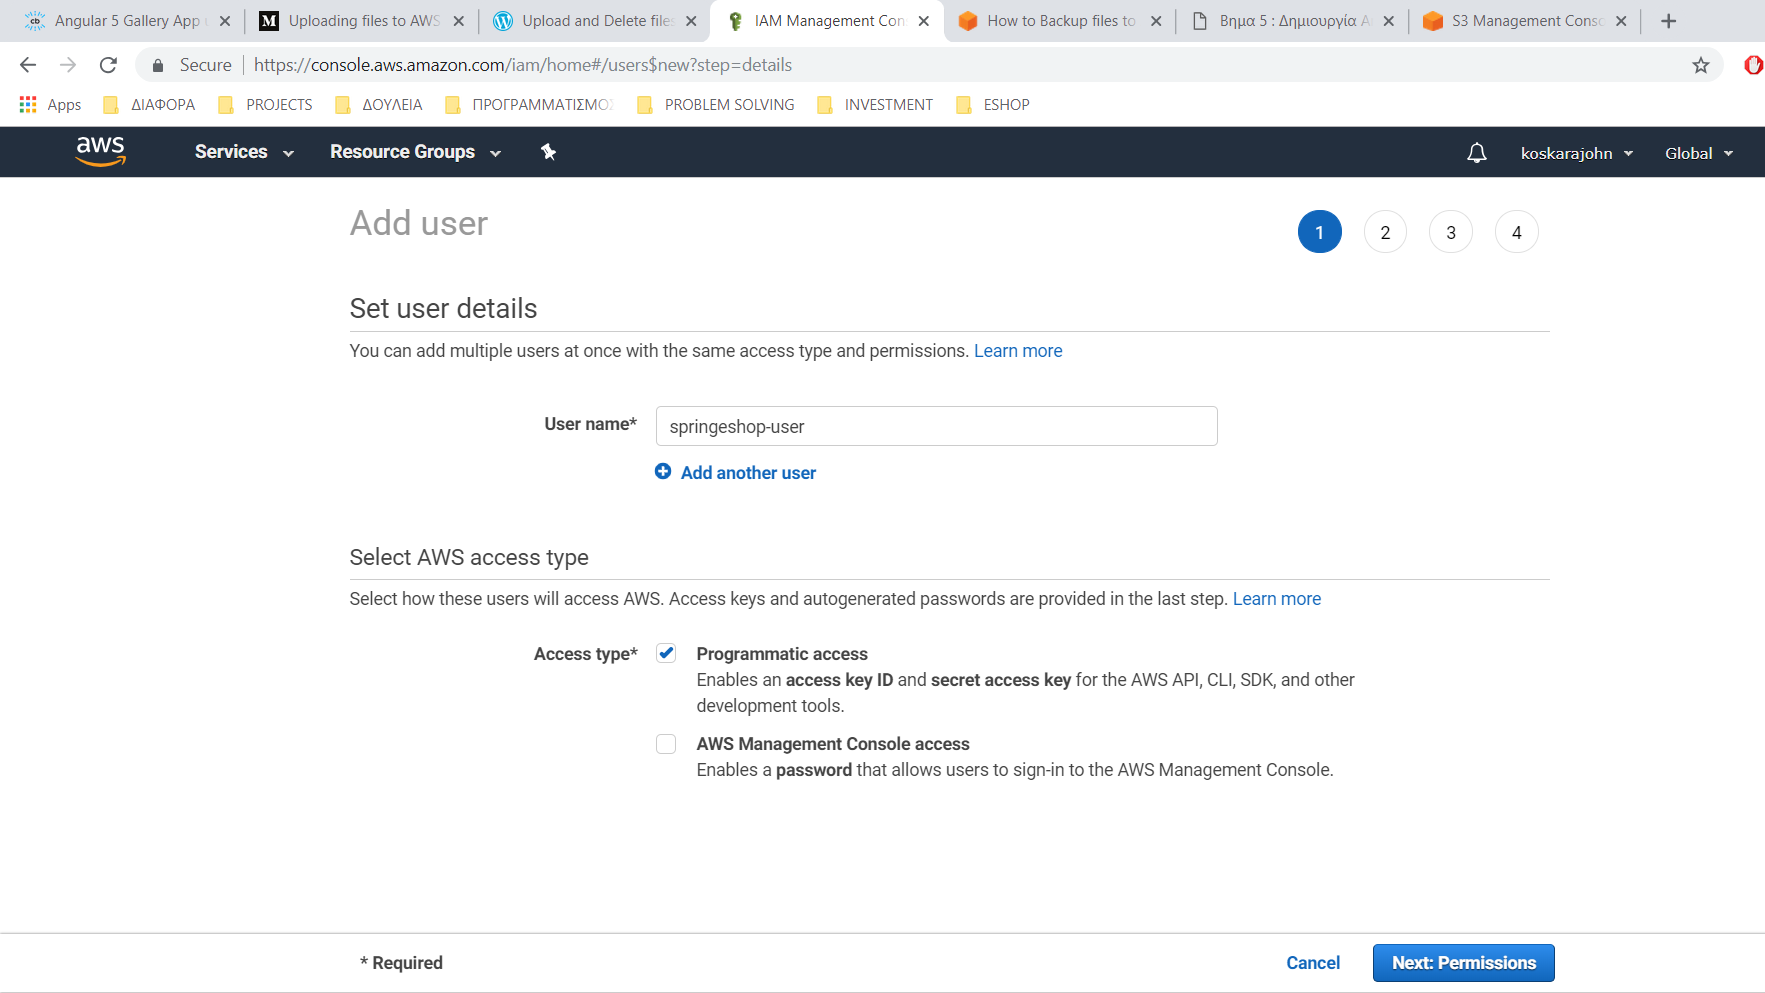 Angular 5 Gallery App
Uploading files to AWS
Upload and Delete files
IAM Management Con
How to Backup files to
Βημα 5 : Δημιουργία
S3 Management Conso
Secure https://console.aws.amazon.com/iam/home#/users$new?step=details
Apps ΔΙΑΦΟΡΑ PROJECTS ΔΟΥΛΕΙΑ ΠΡΟΓΡΑΜΜΑΤΙΣΜΟΣ PROBLEM SOLVING INVESTMENT ESHOP
aws Services Resource Groups koskarajohn Global
Add user
1 2 3 4
Set user details
You can add multiple users at once with the same access type and permissions. Learn more
User name* springeshop-user
Add another user
Select AWS access type
Select how these users will access AWS. Access keys and autogenerated passwords are provided in the last step. Learn more
Access type* Programmatic access
Enables an access key ID and secret access key for the AWS API, CLI, SDK, and other
development tools.
AWS Management Console access
Enables a password that allows users to sign-in to the AWS Management Console.
* Required Cancel Next: Permissions